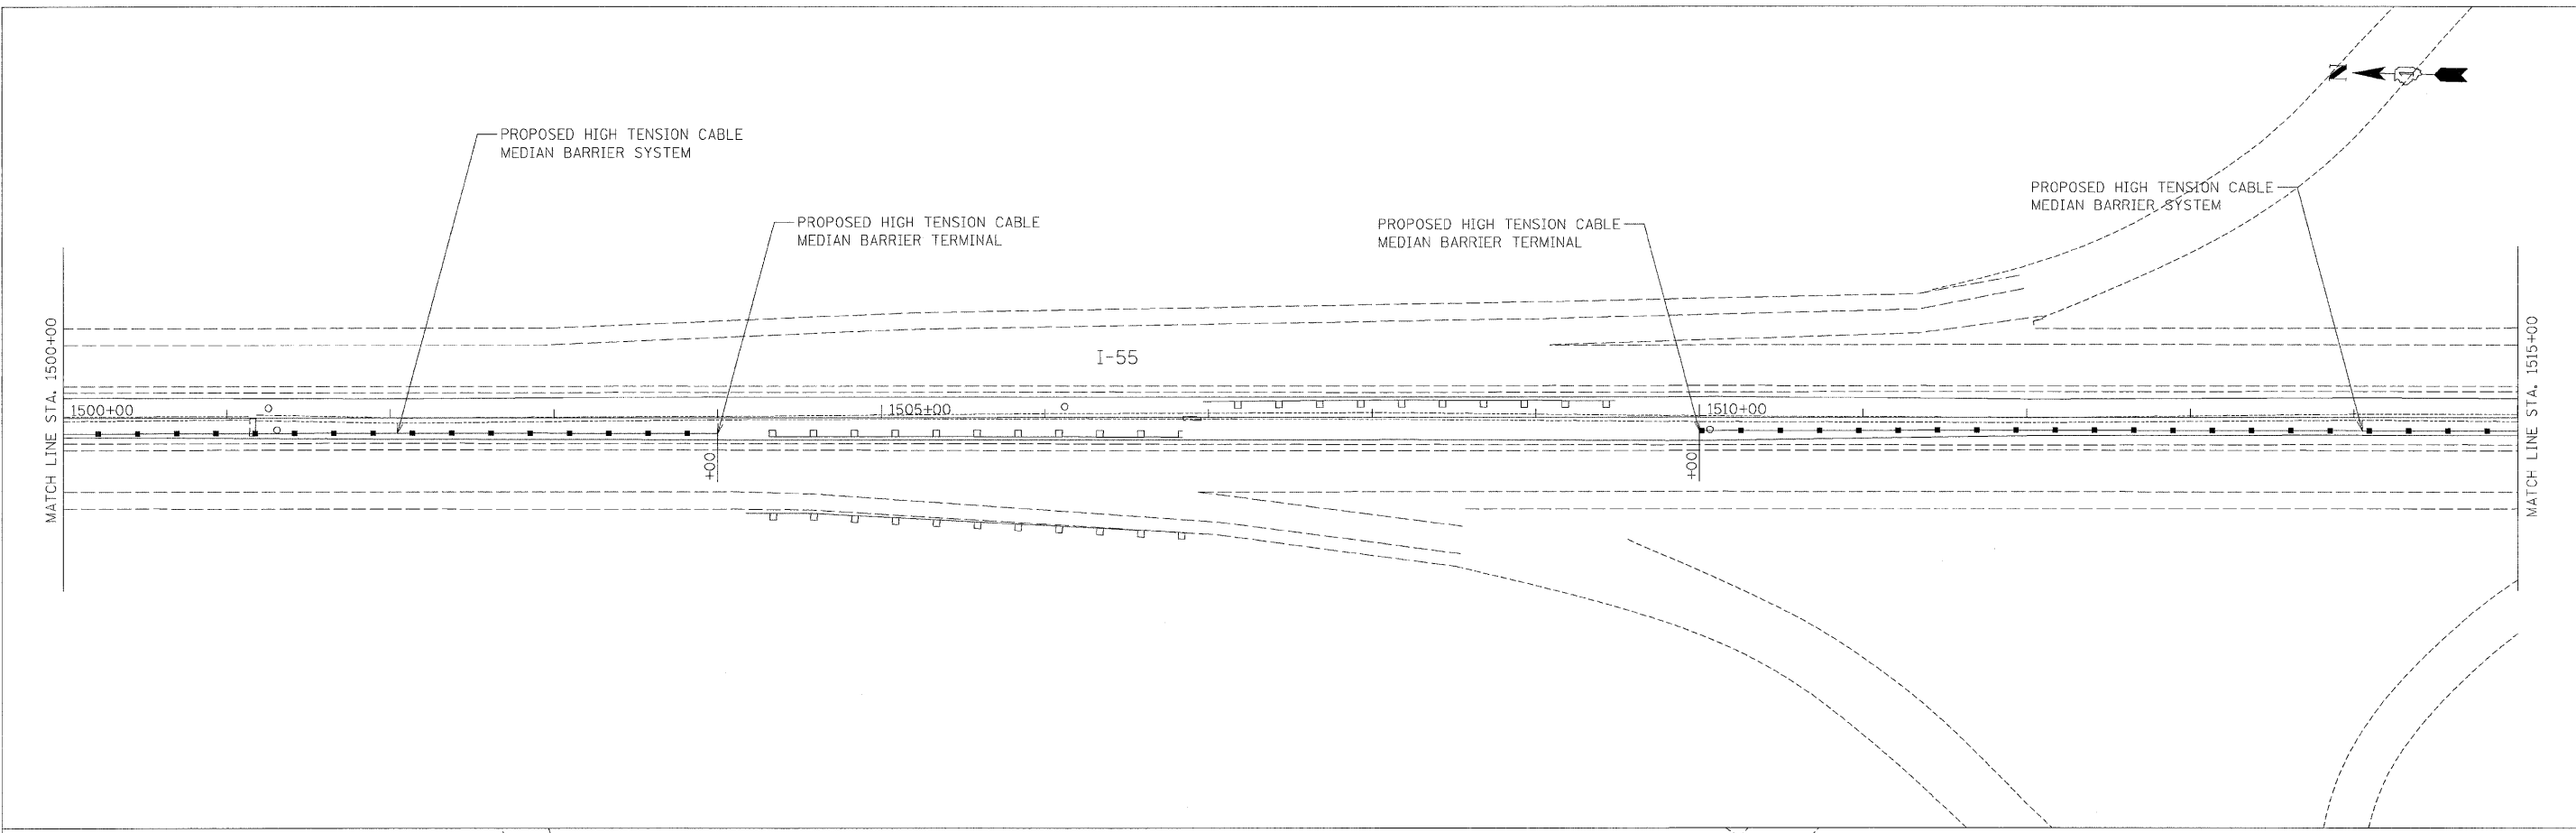 N
PROPOSED HIGH TENSION CABLE
MEDIAN BARRIER SYSTEM
PROPOSED HIGH TENSION CABLE
MEDIAN BARRIER SYSTEM
PROPOSED HIGH TENSION CABLE
MEDIAN BARRIER TERMINAL
PROPOSED HIGH TENSION CABLE
MEDIAN BARRIER TERMINAL
MATCH LINE STA. 1500+00
I-55
MATCH LINE STA. 1515+00
1500+00
1505+00
1510+00
+00
+00